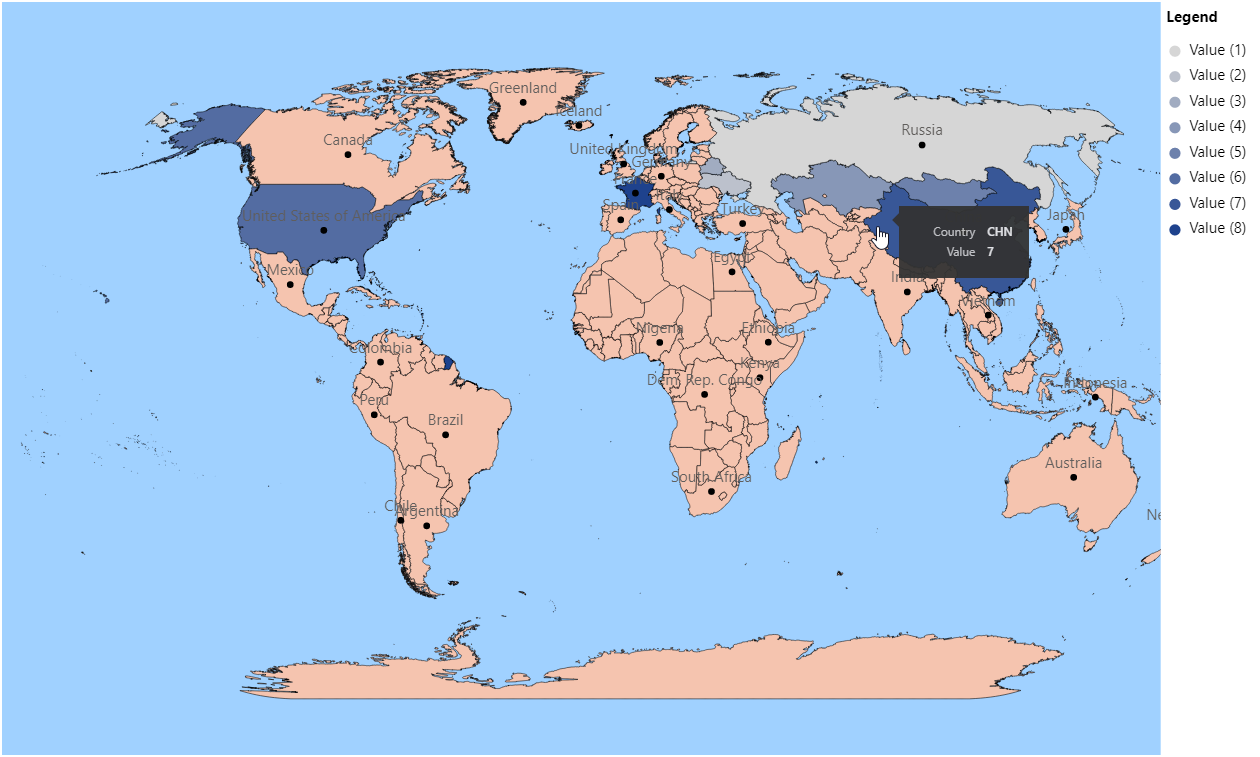 Legend
Value (1)
Value (2)
Value (3)
Value (4)
Value (5)
Value (6)
Value (7)
Value (8)
Greenland
Iceland
Russia
Canada
United Kingdom
Germany
Italy
Spain
Turkey
United States of America
Japan
Country CHN
Value 7
Egypt
Mexico
India
Vietnam
Nigeria
Ethiopia
Colombia
Kenya
Dem. Rep. Congo
Indonesia
Peru
Brazil
Australia
South Africa
Chile
Argentina
Ne